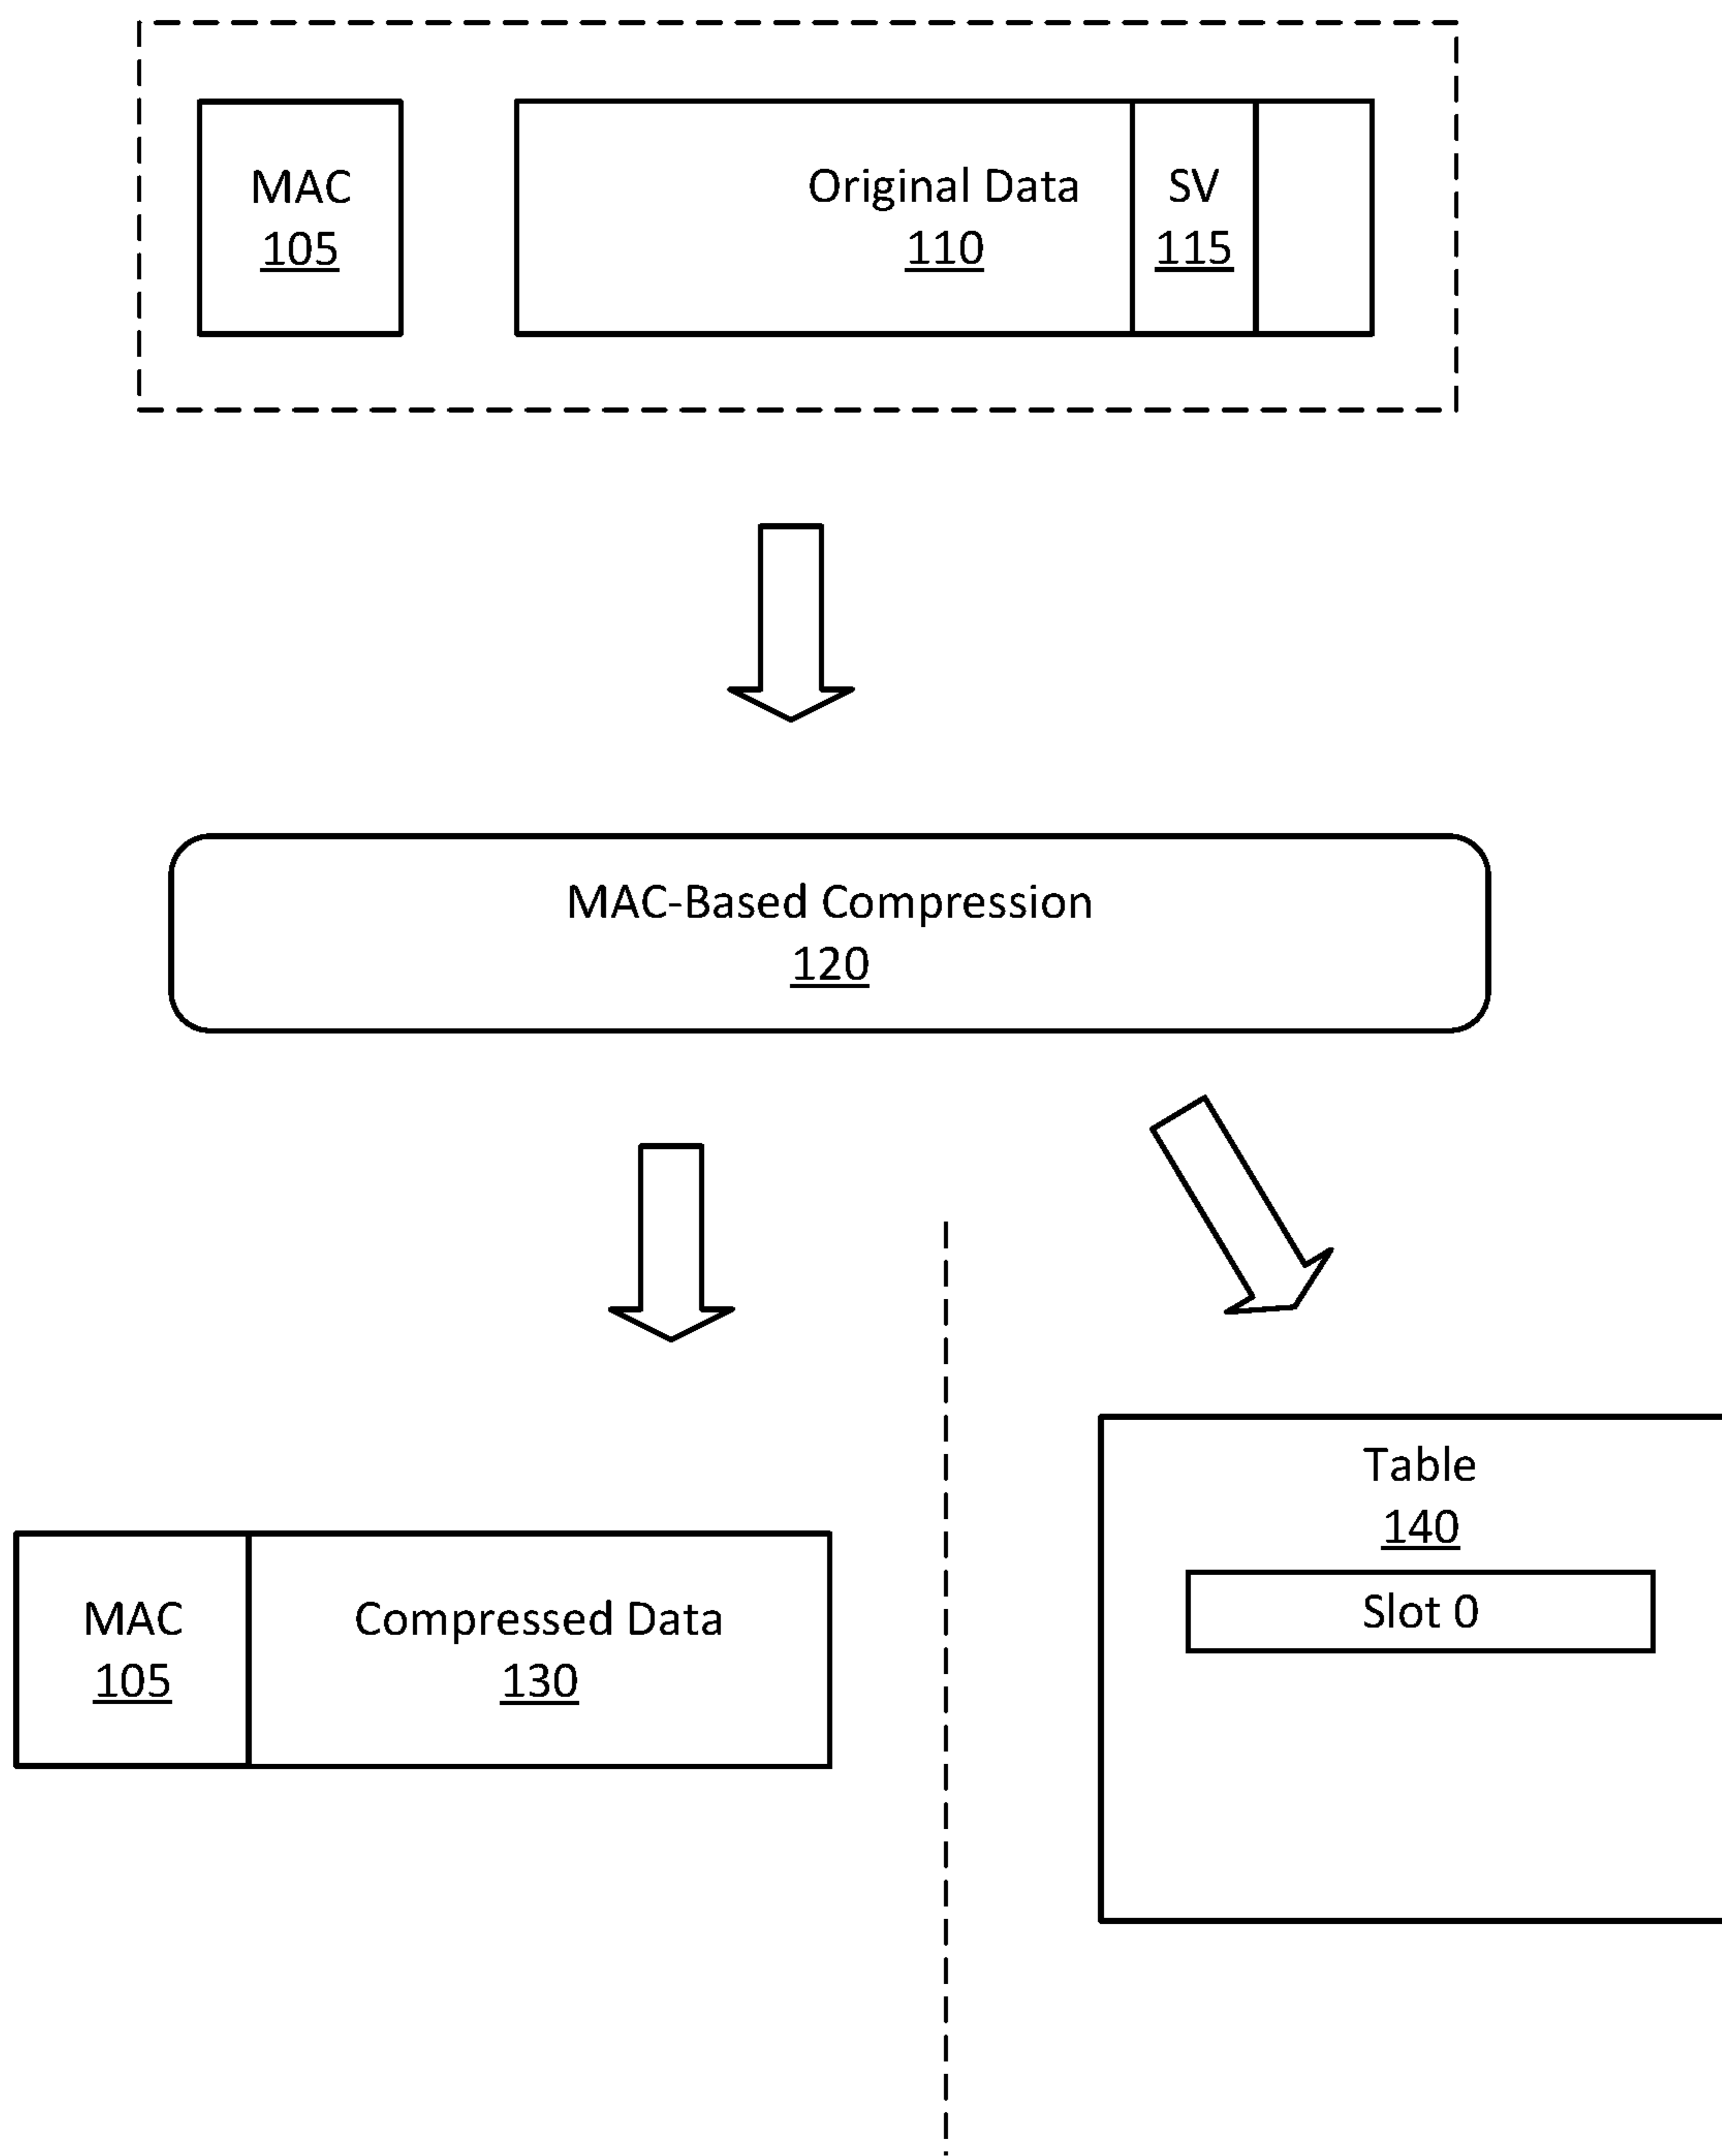 MAC
105
Original Data
110
SV
115
MAC-Based Compression
120
MAC
105
Compressed Data
130
Table
140
Slot 0